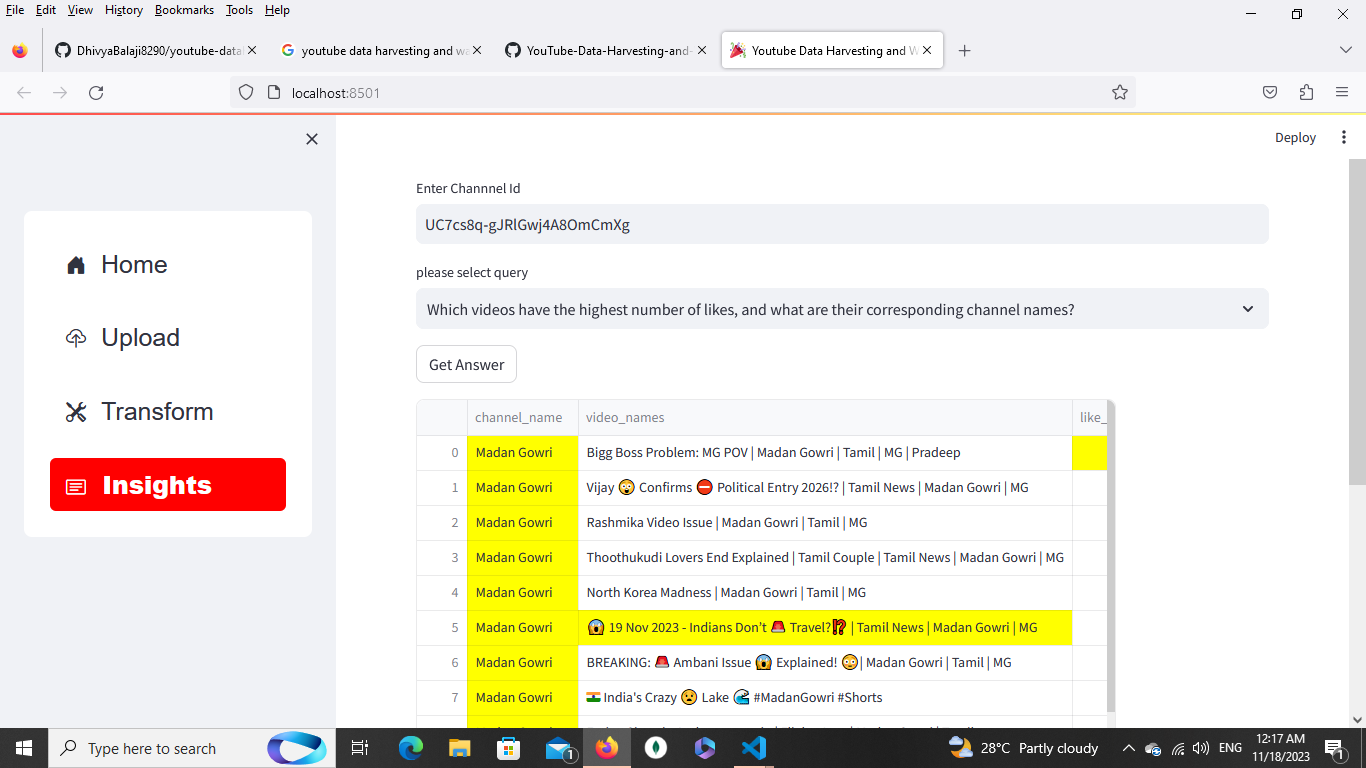 File Edit View History Bookmarks Tools Help
DhivyaBalaji8290/youtube-data
youtube data harvesting and wa
YouTube-Data-Harvesting-and-
Youtube Data Harvesting and W
localhost:8501
Deploy
Home
Upload
Transform
Insights
Enter Channnel Id
UC7cs8q-gJRlGwj4A8OmCmXg
please select query
Which videos have the highest number of likes, and what are their corresponding channel names?
Get Answer
channel_name video_names like_
0 Madan Gowri Bigg Boss Problem: MG POV | Madan Gowri | Tamil | MG | Pradeep
1 Madan Gowri Vijay 😲 Confirms ⛔ Political Entry 2026!? | Tamil News | Madan Gowri | MG
2 Madan Gowri Rashmika Video Issue | Madan Gowri | Tamil | MG
3 Madan Gowri Thoothukudi Lovers End Explained | Tamil Couple | Tamil News | Madan Gowri | MG
4 Madan Gowri North Korea Madness | Madan Gowri | Tamil | MG
5 Madan Gowri 😱 19 Nov 2023 - Indians Don't 🚨 Travel?⁉️ | Tamil News | Madan Gowri | MG
6 Madan Gowri BREAKING: 🚨 Ambani Issue 😱 Explained! 😳| Madan Gowri | Tamil | MG
7 Madan Gowri 🇮🇳 India's Crazy 😧 Lake 🌊 #MadanGowri #Shorts
Type here to search
1
28°C Partly cloudy
ENG
12:17 AM
11/18/2023
1